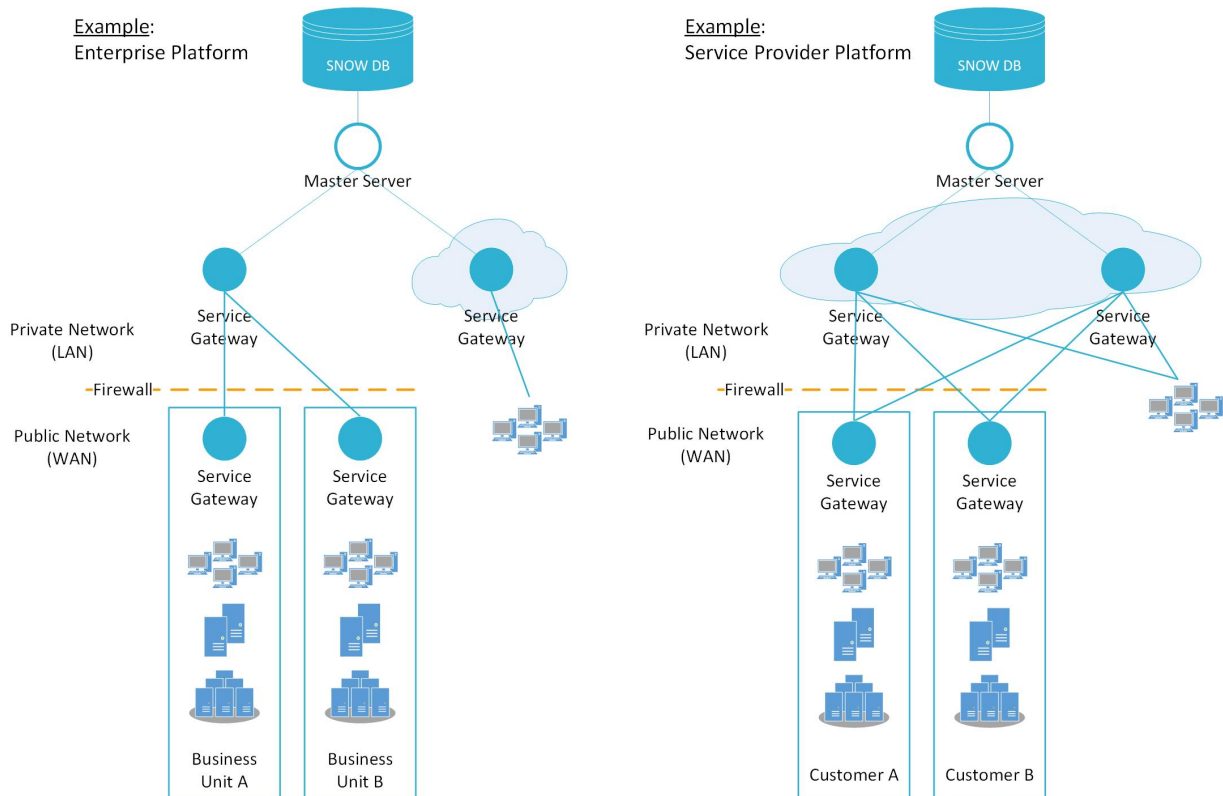 Example:
Enterprise Platform
SNOW DB
Master Server
Service
Gateway
Service
Gateway
Private Network
(LAN)
Firewall
Public Network
(WAN)
Service
Gateway
Service
Gateway
Business
Unit A
Business
Unit B
Example:
Service Provider Platform
SNOW DB
Master Server
Service
Gateway
Service
Gateway
Private Network
(LAN)
Firewall
Public Network
(WAN)
Service
Gateway
Service
Gateway
Customer A
Customer B